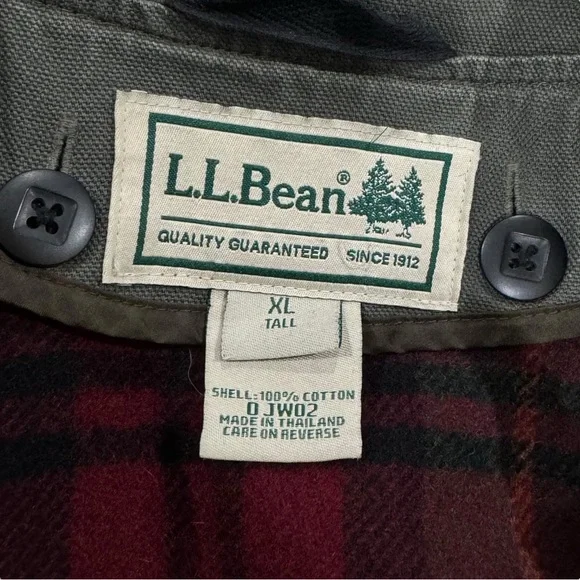 L.L.Bean®
QUALITY GUARANTEED SINCE 1912
XL
TALL
SHELL:100% COTTON
0 JW02
MADE IN THAILAND
CARE ON REVERSE